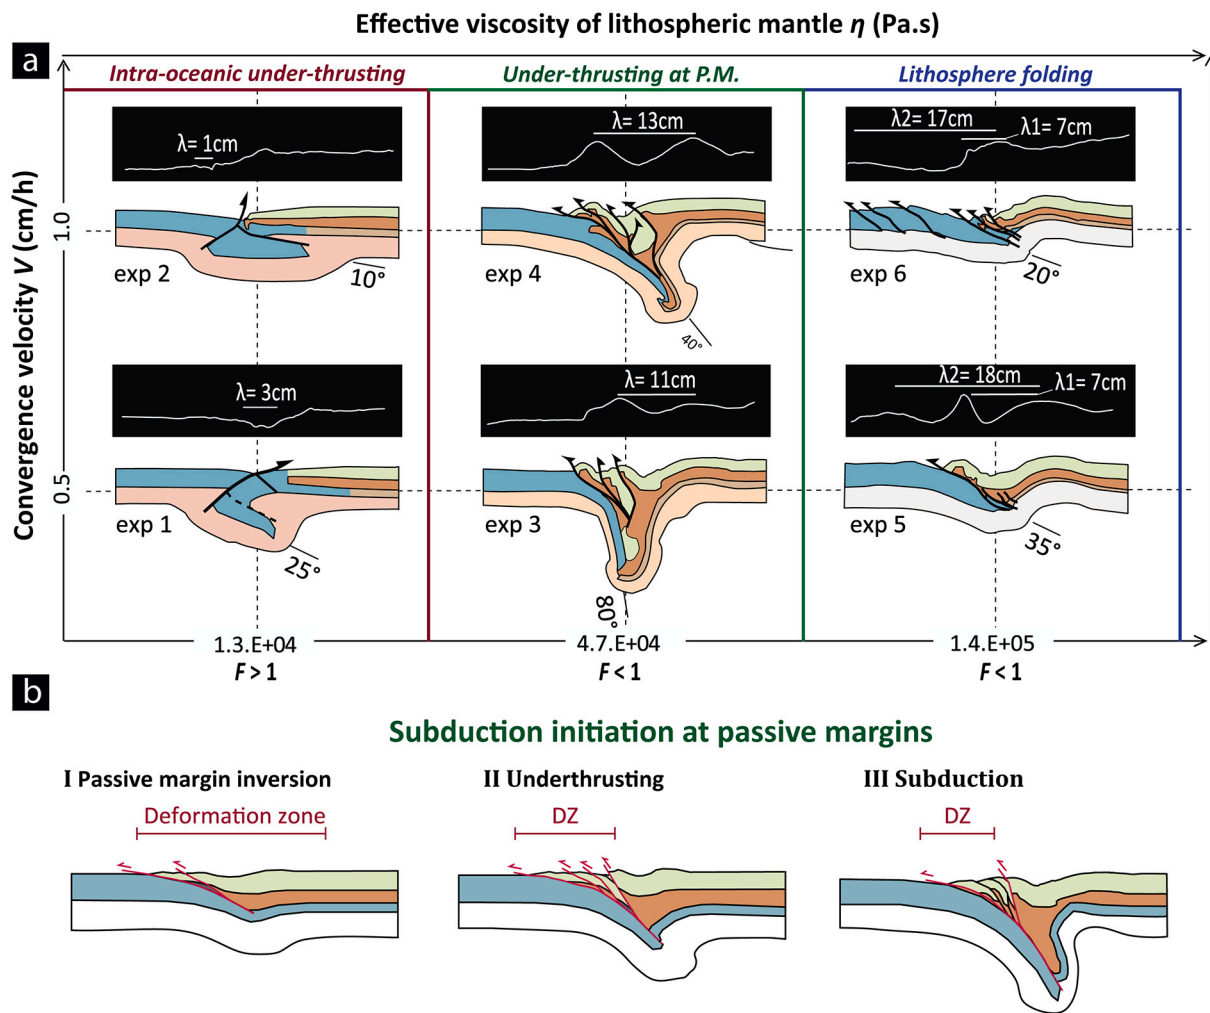 Effective viscosity of lithospheric mantle η (Pa.s)
a
Intra-oceanic under-thrusting
Under-thrusting at P.M.
Lithosphere folding
Convergence velocity V (cm/h)
1.0
λ= 1cm
exp 2
10°
λ= 13cm
exp 4
40°
λ2= 17cm
λ1= 7cm
exp 6
20°
0.5
λ= 3cm
exp 1
25°
λ= 11cm
exp 3
80°
λ2= 18cm
λ1= 7cm
exp 5
35°
1.3.E+04
4.7.E+04
1.4.E+05
F > 1
F < 1
F < 1
b
Subduction initiation at passive margins
I Passive margin inversion
II Underthrusting
III Subduction
Deformation zone
DZ
DZ